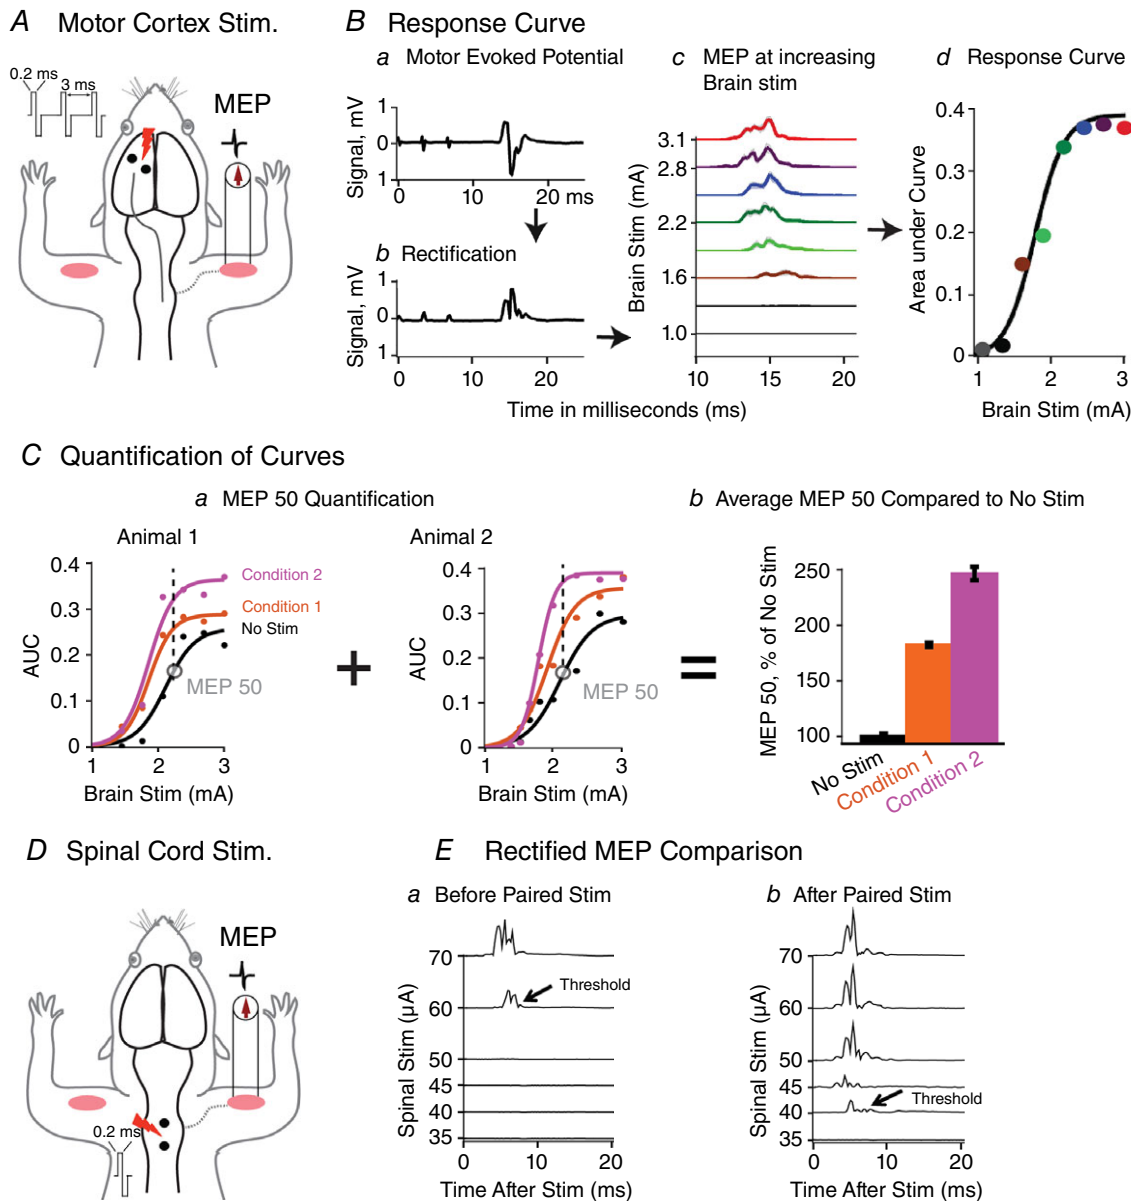 A Motor Cortex Stim.
0.2 ms
3 ms
MEP
B Response Curve
a Motor Evoked Potential
Signal, mV
1
0
1
0 10 20 ms
b Rectification
Signal, mV
1
0
1
0 10 20
c MEP at increasing
Brain stim
Brain Stim (mA)
3.1
2.8
2.2
1.6
1.0
10 15 20
Time in milliseconds (ms)
d Response Curve
Area under Curve
0.4
0.3
0.2
0.1
0
1 2 3
Brain Stim (mA)
C Quantification of Curves
a MEP 50 Quantification
Animal 1
AUC
0.4
0.3
0.2
0.1
0
Condition 2
Condition 1
No Stim
MEP 50
1 2 3
Brain Stim (mA)
+
Animal 2
AUC
0.4
0.3
0.2
0.1
0
MEP 50
1 2 3
Brain Stim (mA)
=
b Average MEP 50 Compared to No Stim
MEP 50, % of No Stim
250
200
150
100
No Stim
Condition 1
Condition 2
D Spinal Cord Stim.
MEP
0.2 ms
E Rectified MEP Comparison
a Before Paired Stim
Spinal Stim (µA)
70
60
50
45
40
35
Threshold
0 10 20
Time After Stim (ms)
b After Paired Stim
Spinal Stim (µA)
70
60
50
45
40
35
Threshold
0 10 20
Time After Stim (ms)